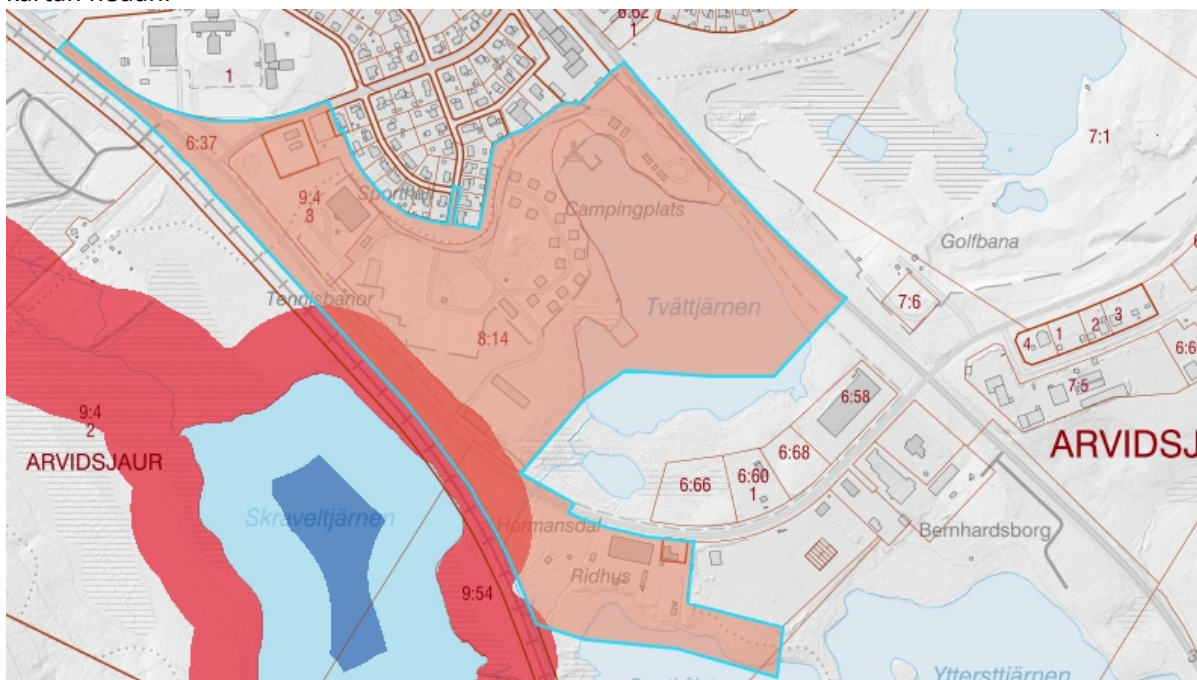 6:62
1
1
6:37
7:1
9:4
3
Sporthall
Campingplats
Golfbana
7:6
Tennisbanor
Tvättjärnen
8:14
4
1
2
3
7:5
6:58
9:4
2
ARVIDSJAUR
6:68
6:60
1
6:66
ARVIDSJ
Skraveltjärnen
Hermansdal
Bernhardsborg
Ridhus
9:54
Yttersttjärnen